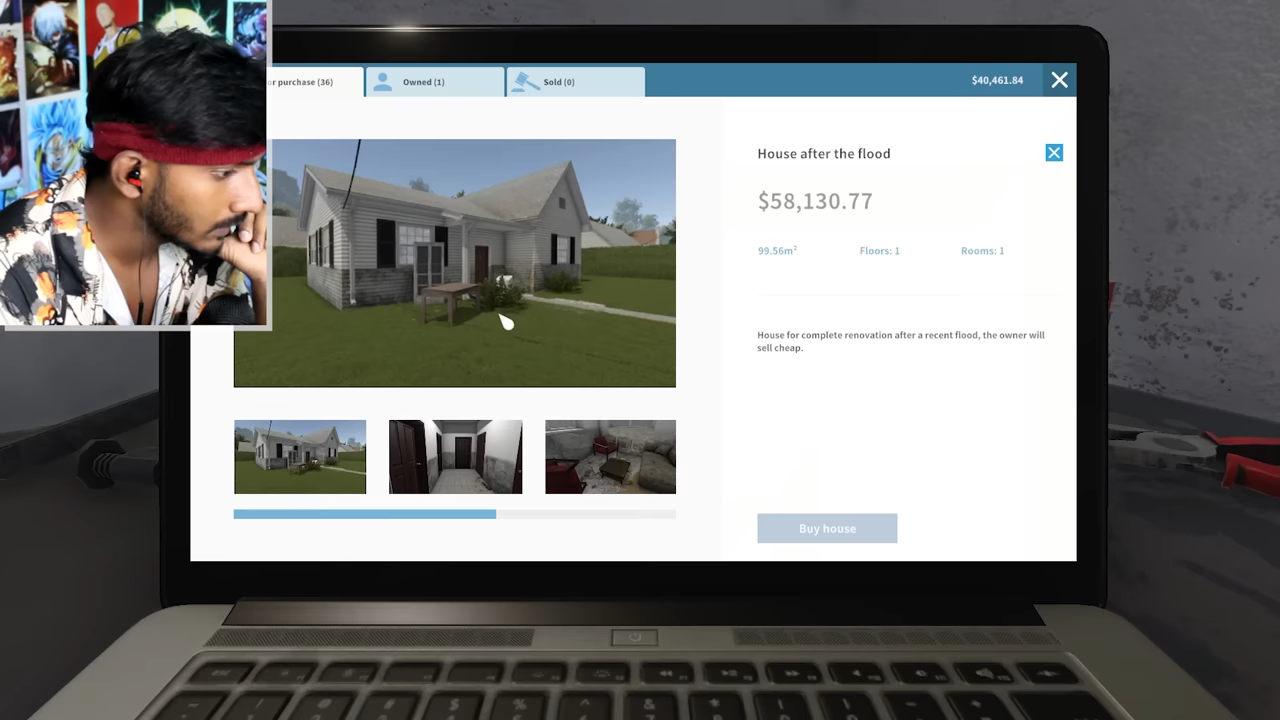 or purchase (36)
Owned (1)
Sold (0)
$40,461.84
House after the flood
$58,130.77
99.56m²
Floors: 1
Rooms: 1
House for complete renovation after a recent flood, the owner will
sell cheap.
Buy house